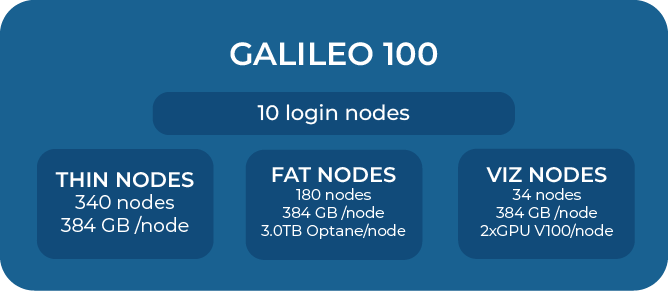 GALILEO 100
10 login nodes
THIN NODES
340 nodes
384 GB /node
FAT NODES
180 nodes
384 GB /node
3.0TB Optane/node
VIZ NODES
34 nodes
384 GB /node
2xGPU V100/node